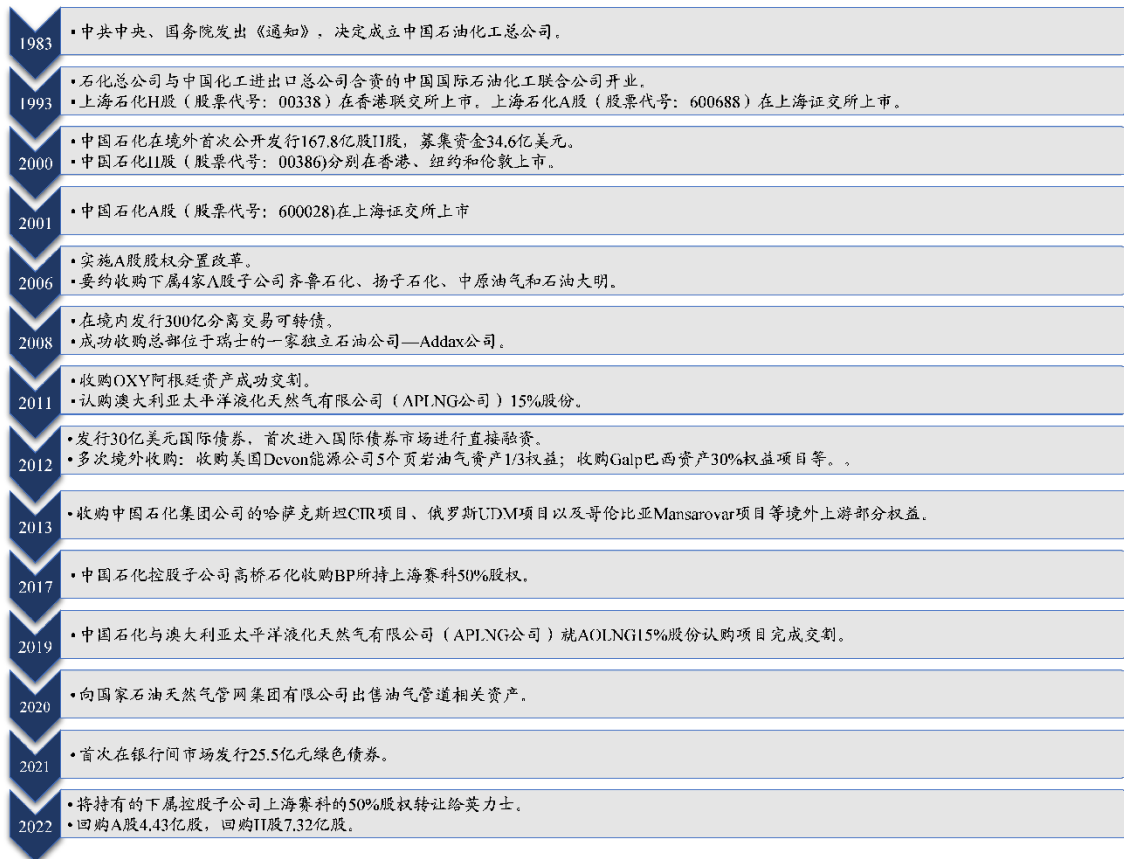 1983
•中共中央、国务院发出《通知》，决定成立中国石油化工总公司。
1993
•石化总公司与中国化工进出口总公司合资的中国国际石油化工联合公司开业。
•上海石化H股（股票代号：00338）在香港联交所上市。上海石化A股（股票代号：600688）在上海证交所上市。
2000
•中国石化在境外首次公开发行167.8亿股H股，募集资金34.6亿美元。
•中国石化H股（股票代号：00386)分别在香港、纽约和伦敦上市。
2001
•中国石化A股（股票代号：600028)在上海证交所上市
2006
•实施A股股权分置改革。
•要约收购下属4家A股子公司齐鲁石化、扬子石化、中原油气和石油大明。
2008
•在境内发行300亿分离交易可转债。
•成功收购总部位于瑞士的一家独立石油公司—Addax公司。
2011
•收购OXY阿根廷资产成功交割。
•认购澳大利亚太平洋液化天然气有限公司（APLNG公司）15%股份。
2012
•发行30亿美元国际债券，首次进入国际债券市场进行直接融资。
•多次境外收购：收购美国Devon能源公司5个页岩油气资产1/3权益；收购Galp巴西资产30%权益项目等。。
2013
•收购中国石化集团公司的哈萨克斯坦CIR项目、俄罗斯UDM项目以及哥伦比亚Mansarovar项目等境外上游部分权益。
2017
•中国石化控股子公司高桥石化收购BP所持上海赛科50%股权。
2019
•中国石化与澳大利亚太平洋液化天然气有限公司（APLNG公司）就AOLNG15%股份认购项目完成交割。
2020
•向国家石油天然气管网集团有限公司出售油气管道相关资产。
2021
•首次在银行间市场发行25.5亿元绿色债券。
2022
•将持有的下属控股子公司上海赛科的50%股权转让给英力士。
•回购A股4.43亿股，回购H股7.32亿股。